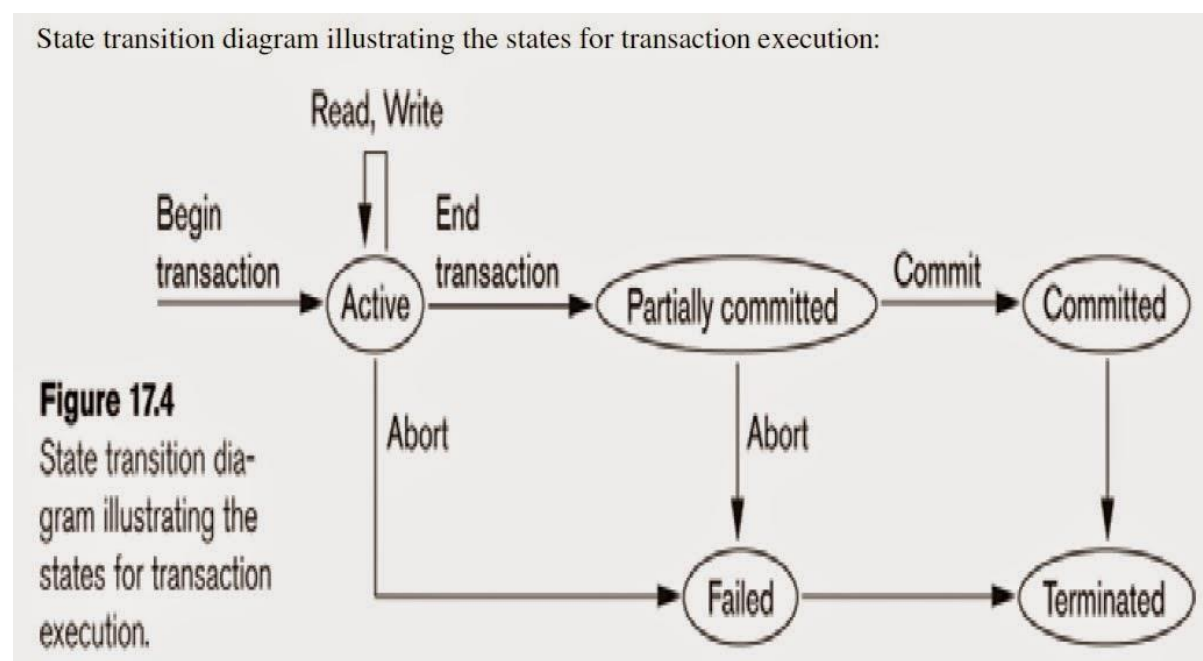 State transition diagram illustrating the states for transaction execution:
Read, Write
Begin
transaction
End
transaction
Commit
Active
Partially committed
Committed
Figure 17.4
State transition dia-
gram illustrating the
states for transaction
execution.
Abort
Abort
Failed
Terminated